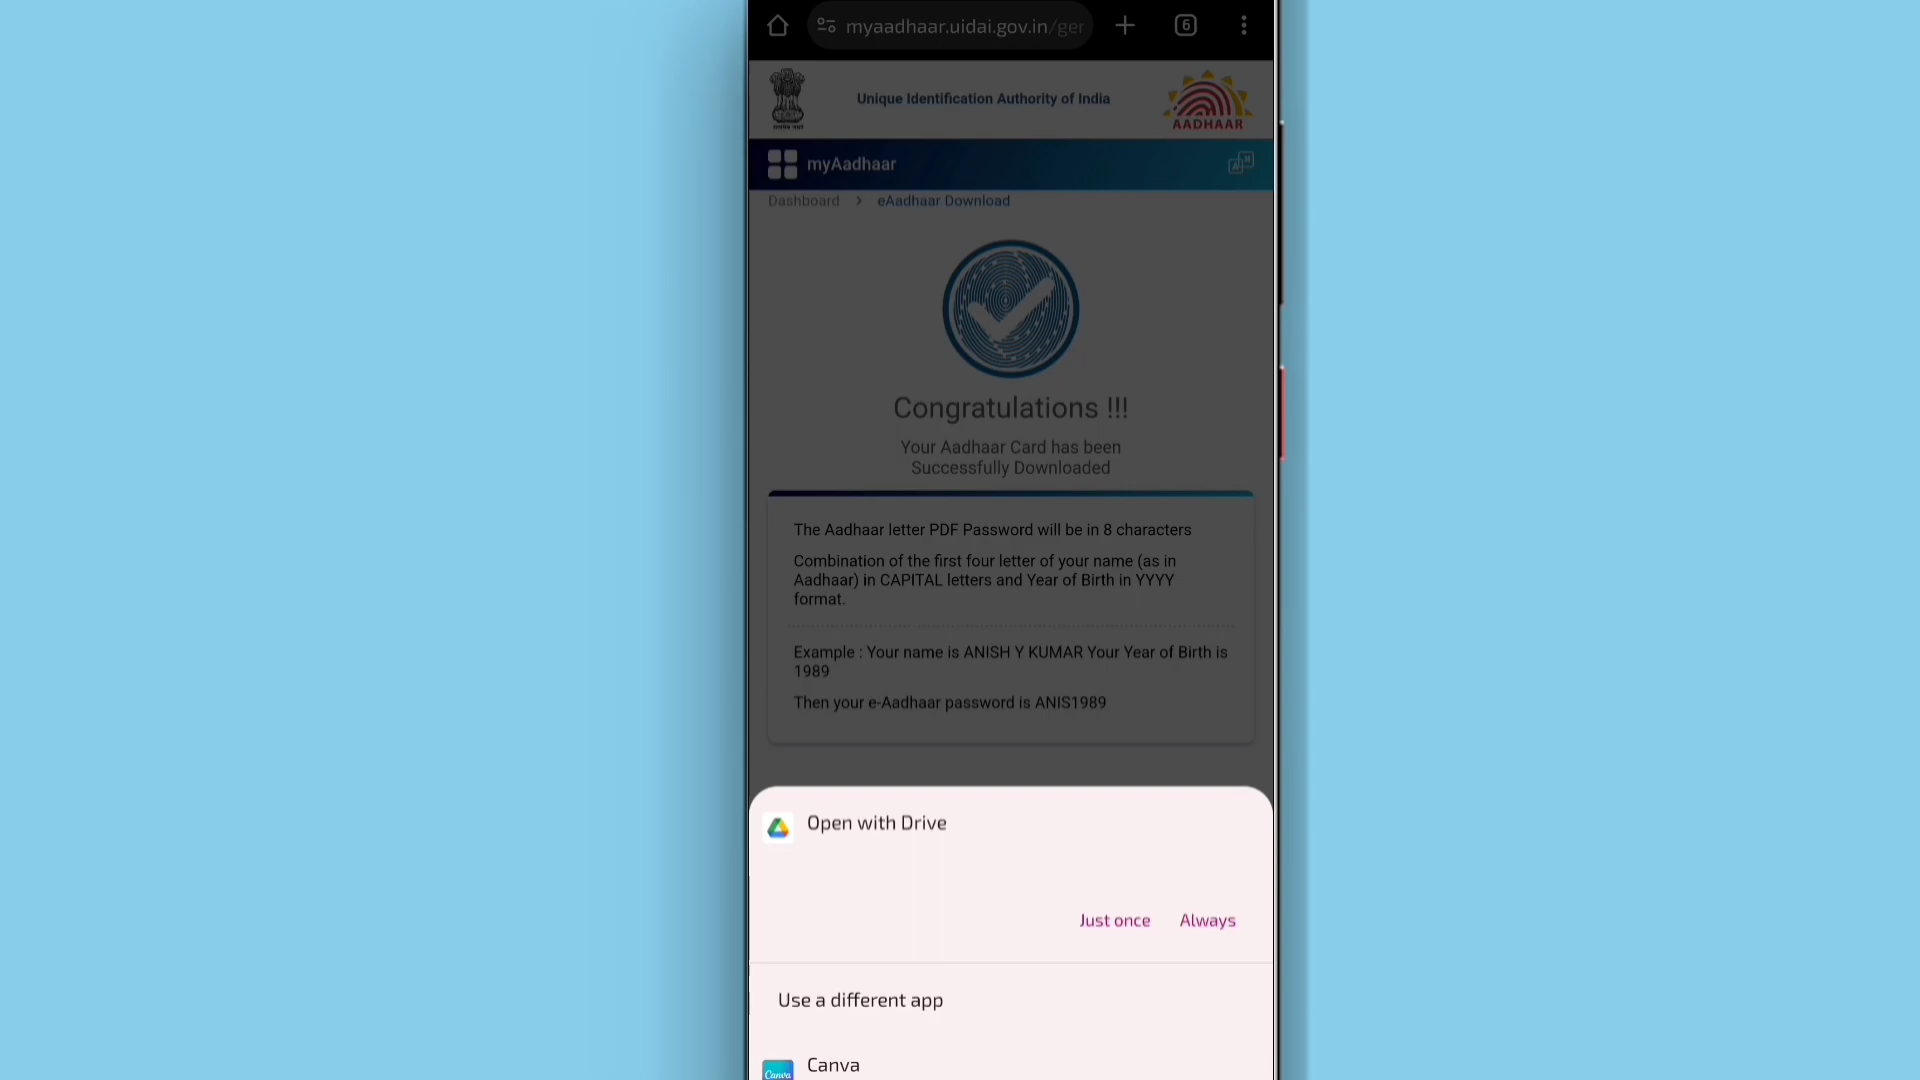 myaadhaar.uidai.gov.in/ger
6
Unique Identification Authority of India
AADHAAR
myAadhaar
Dashboard > eAadhaar Download
Congratulations !!!
Your Aadhaar Card has been
Successfully Downloaded
The Aadhaar letter PDF Password will be in 8 characters
Combination of the first four letter of your name (as in
Aadhaar) in CAPITAL letters and Year of Birth in YYYY
format.
Example : Your name is ANISH Y KUMAR Your Year of Birth is
1989
Then your e-Aadhaar password is ANIS1989
Open with Drive
Just once Always
Use a different app
Canva
Canva